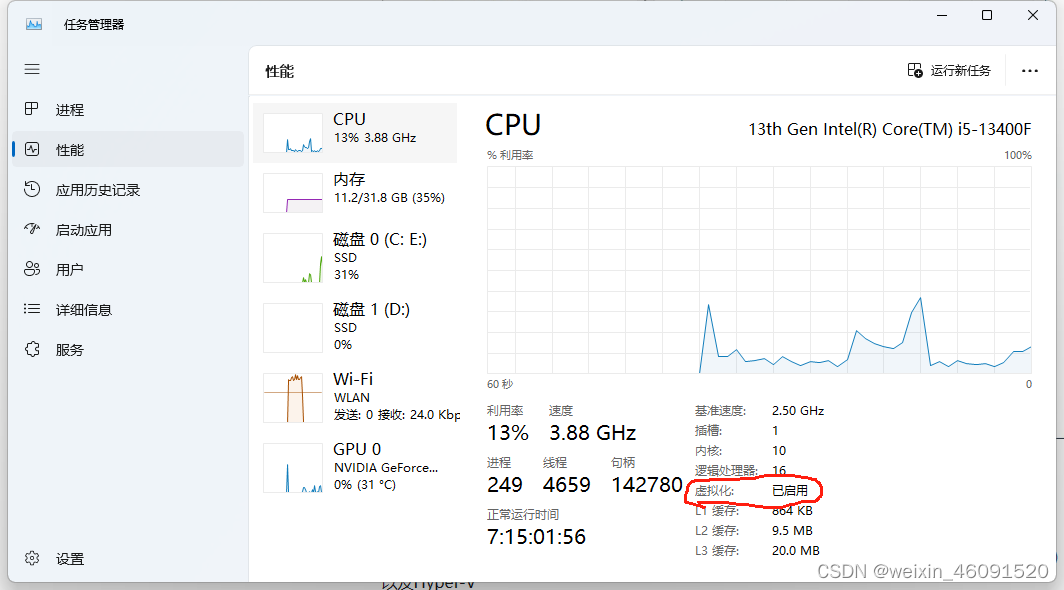 任务管理器
性能
运行新任务
进程
性能
应用历史记录
启动应用
用户
详细信息
服务
设置
CPU
13% 3.88 GHz
内存
11.2/31.8 GB (35%)
磁盘 0 (C: E:)
SSD
31%
磁盘 1 (D:)
SSD
0%
Wi-Fi
WLAN
发送: 0 接收: 24.0 Kbp
GPU 0
NVIDIA GeForce...
0% (31 °C)
CPU
13th Gen Intel(R) Core(TM) i5-13400F
% 利用率
100%
60 秒
0
利用率
速度
13%
3.88 GHz
进程
线程
句柄
249
4659
142780
正常运行时间
7:15:01:56
基准速度: 2.50 GHz
插槽: 1
内核: 10
逻辑处理器: 16
虚拟化: 已启用
L1 缓存: 864 KB
L2 缓存: 9.5 MB
L3 缓存: 20.0 MB
CSDN @weixin_46091520
以及Hyper-V